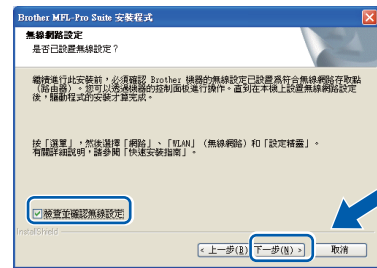 Brother MFL-Pro Suite 安裝程式
無線網路設定
是否已設置無線設定？
繼續進行此安裝前，必須確認 Brother 機器的無線設定已設置爲符合無線網路存取點
（路由器）。您可以透過機器的控制面板進行操作。直到在本機上設置無線網路設定
後，驅動程式的安裝才算完成。
按「選單」，然後選擇「網路」、「WLAN」（無線網路）和「設定精靈」。
有關詳細說明，請參閱「快速安裝指南」。
檢查並確認無線設定
InstallShield
< 上一步(B) 下一步(N) > 取消